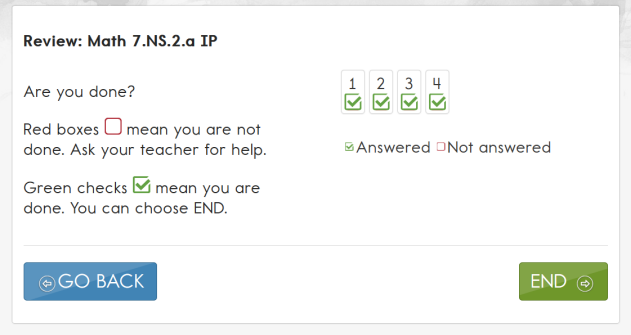 Review: Math 7.NS.2.a IP
Are you done?
1 2 3 4
Red boxes mean you are not
done. Ask your teacher for help.
Answered Not answered
Green checks mean you are
done. You can choose END.
GO BACK
END